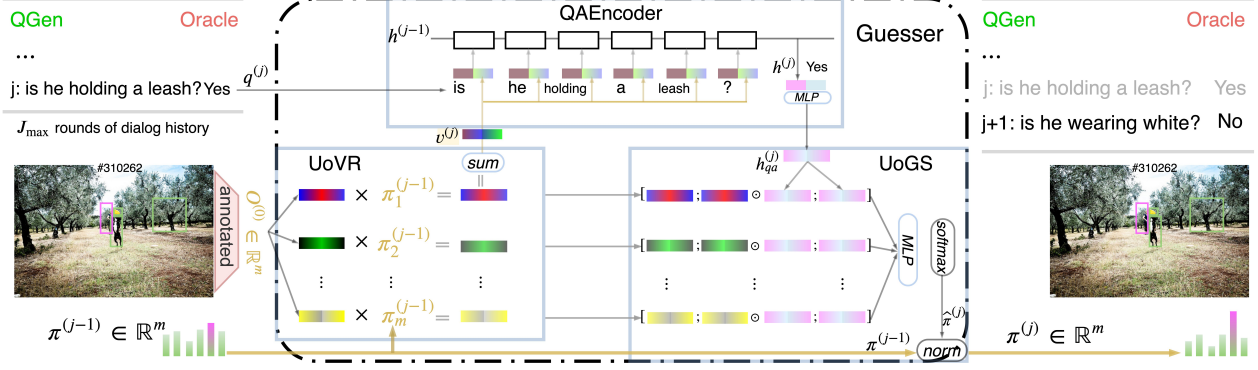 QGen Oracle
...
j: is he holding a leash? Yes
J_max rounds of dialog history
#310262
annotated
O^(0) ∈ ℝ^m
π^(j−1) ∈ ℝ^m
q^(j)
QAEncoder
Guesser
h^(j−1)
h^(j) Yes
is he holding a leash ?
MLP
v^(j)
sum
UoVR
× π_1^(j−1) =
× π_2^(j−1) =
⋮ ⋮ ⋮
× π_m^(j−1) =
UoGS
h_qa^(j)
[ ; ⊙ ; ]
[ ; ⊙ ; ]
⋮ ⋮ ⋮
[ ; ⊙ ; ]
MLP
softmax
π̂^(j)
π^(j−1)
norm
QGen Oracle
...
j: is he holding a leash? Yes
j+1: is he wearing white? No
#310262
π^(j) ∈ ℝ^m